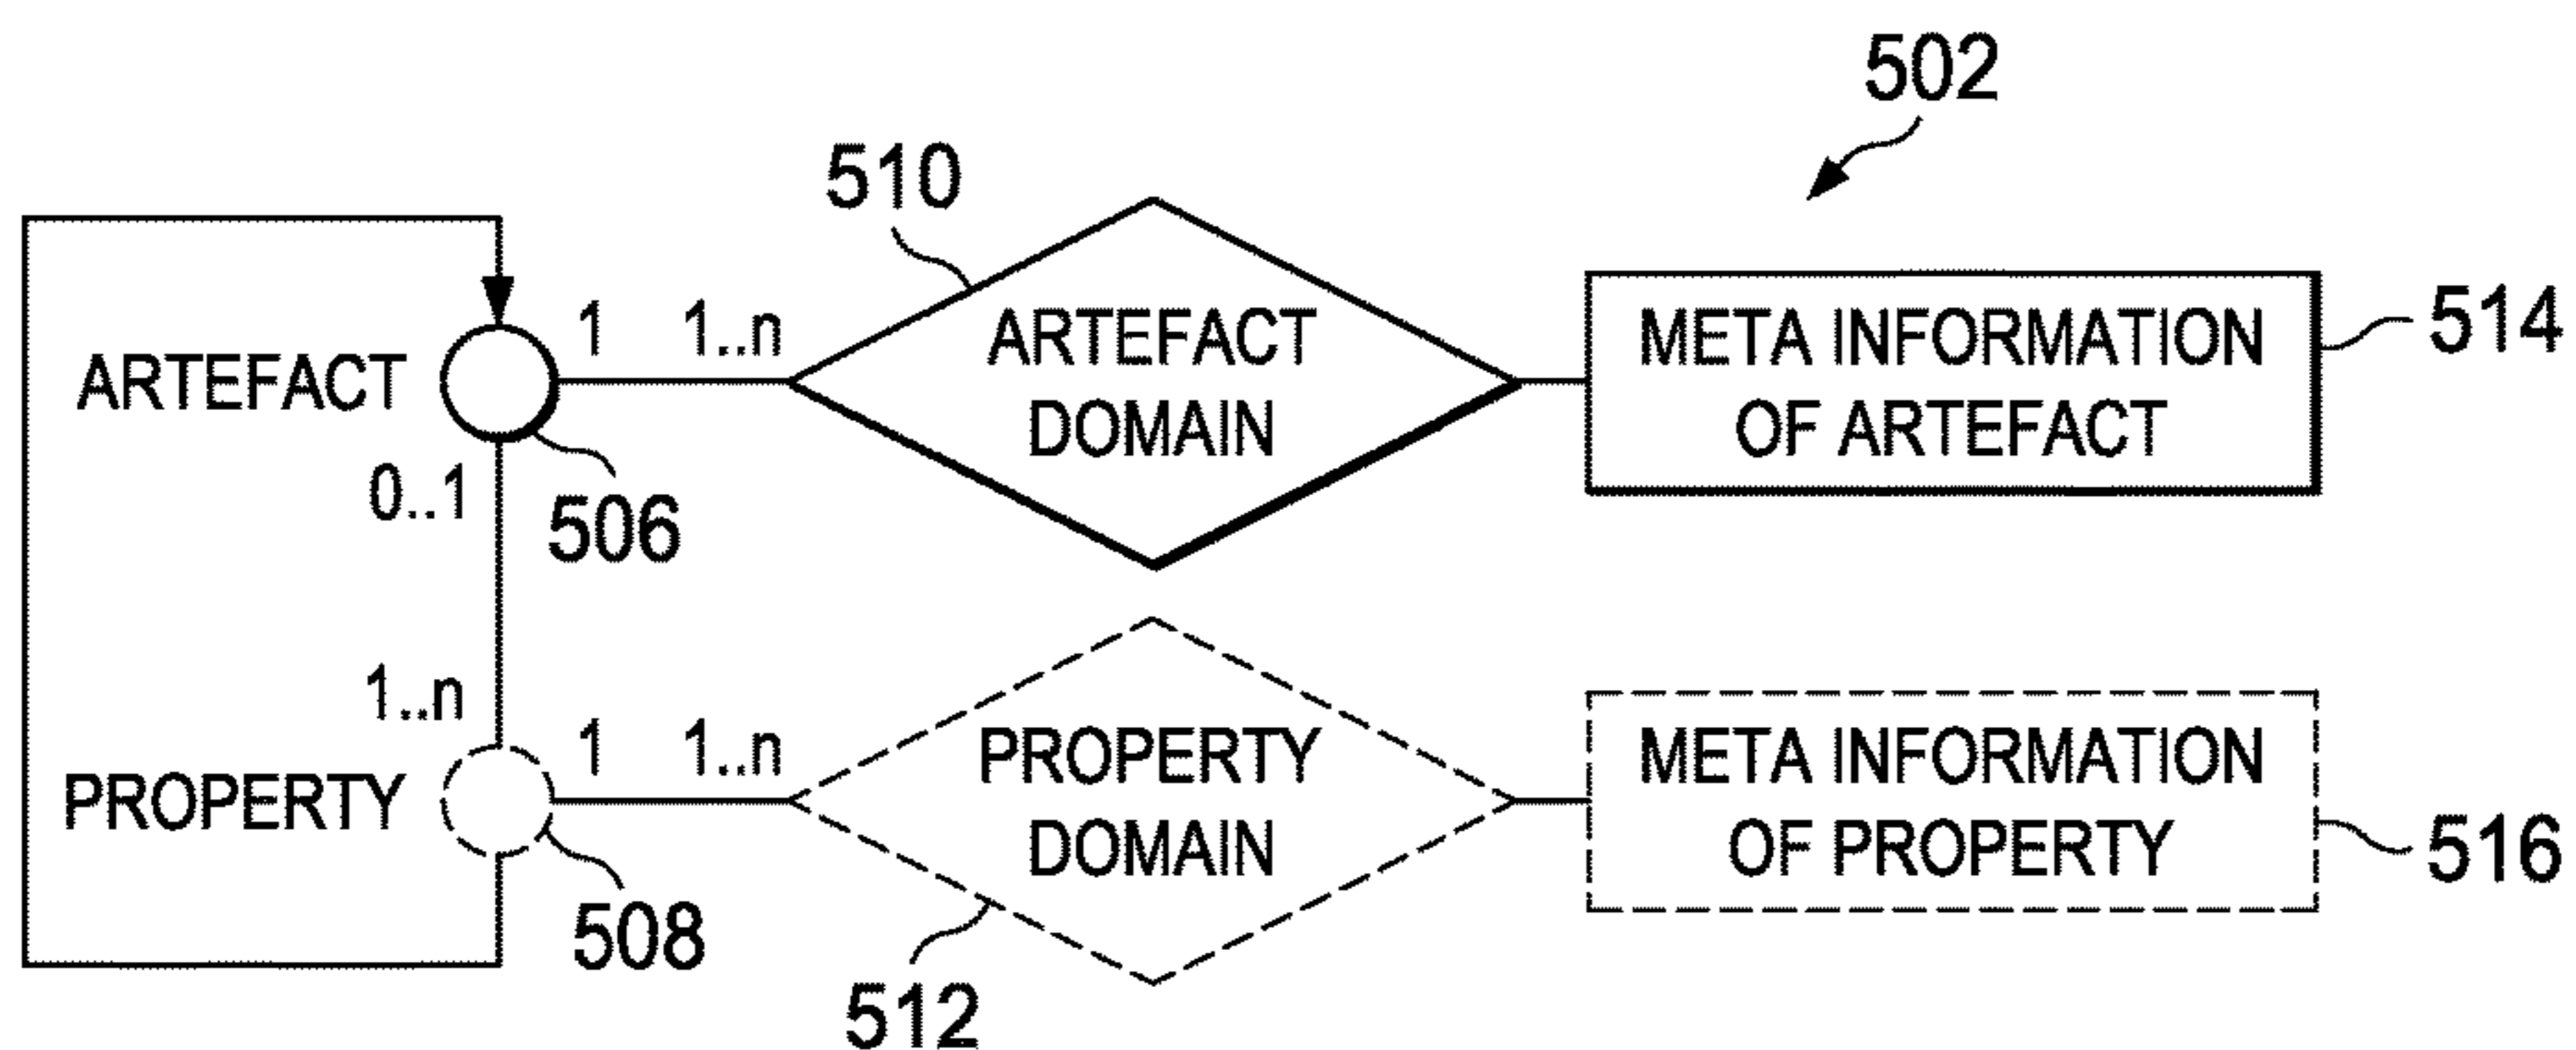 502
510
1
1..n
ARTEFACT
ARTEFACT
DOMAIN
META INFORMATION
OF ARTEFACT
514
0..1
506
1..n
1
1..n
PROPERTY
PROPERTY
DOMAIN
META INFORMATION
OF PROPERTY
516
508
512